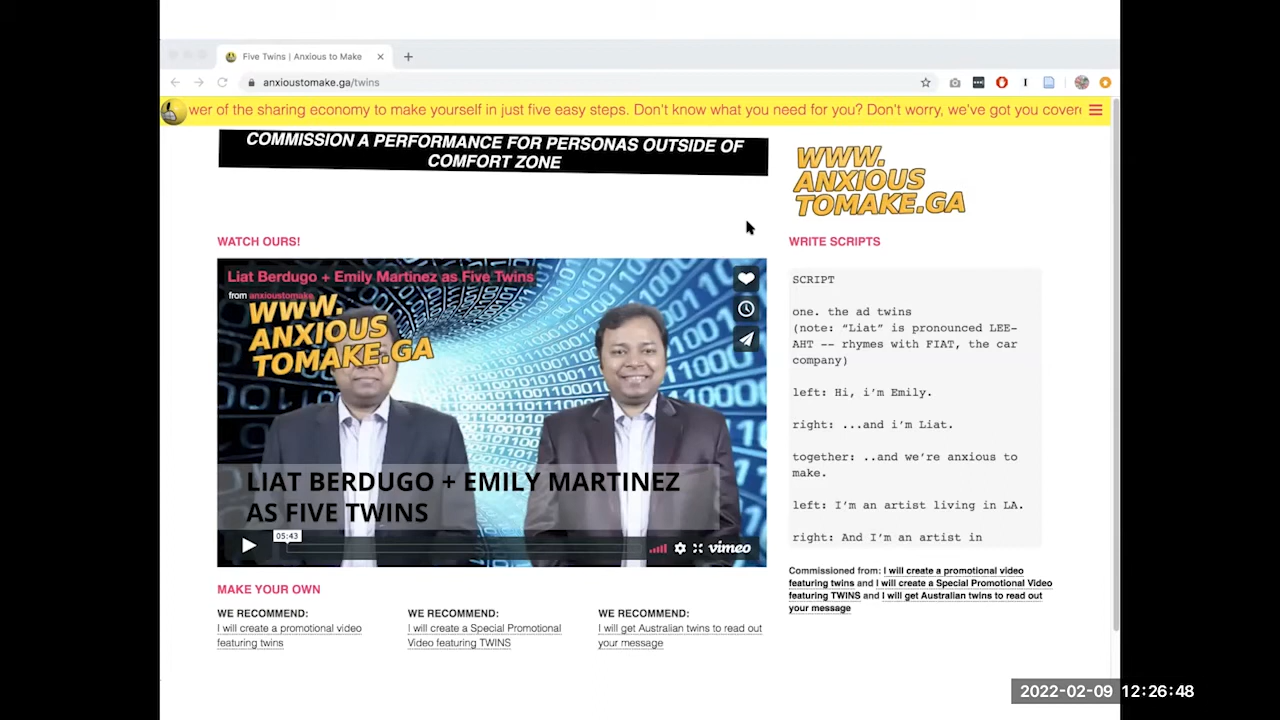 Five Twins | Anxious to Make
anxioustomake.ga/twins
wer of the sharing economy to make yourself in just five easy steps. Don't know what you need for you? Don't worry, we've got you covere
COMMISSION A PERFORMANCE FOR PERSONAS OUTSIDE OF
COMFORT ZONE
WWW.
ANXIOUS
TOMAKE.GA
WATCH OURS!
Liat Berdugo + Emily Martinez as Five Twins
from anxioustomake
WWW.
ANXIOUS
TOMAKE.GA
LIAT BERDUGO + EMILY MARTINEZ
AS FIVE TWINS
05:43
vimeo
WRITE SCRIPTS
SCRIPT
one. the ad twins
(note: “Liat” is pronounced LEE-
AHT -- rhymes with FIAT, the car
company)
left: Hi, i’m Emily.
right: ...and i’m Liat.
together: ..and we’re anxious to
make.
left: I’m an artist living in LA.
right: And I’m an artist in
Commissioned from: I will create a promotional video
featuring twins and I will create a Special Promotional Video
featuring TWINS and I will get Australian twins to read out
your message
MAKE YOUR OWN
WE RECOMMEND:
I will create a promotional video
featuring twins
WE RECOMMEND:
I will create a Special Promotional
Video featuring TWINS
WE RECOMMEND:
I will get Australian twins to read out
your message
2022-02-09 12:26:48